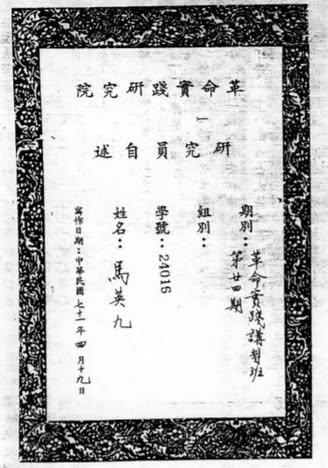 革命實踐研究院
研究員自述
期別：革命實踐講習班
第廿四期
組別：
學號：24015
姓名：馬英九
寫作日期：中華民國七十一年四月十九日